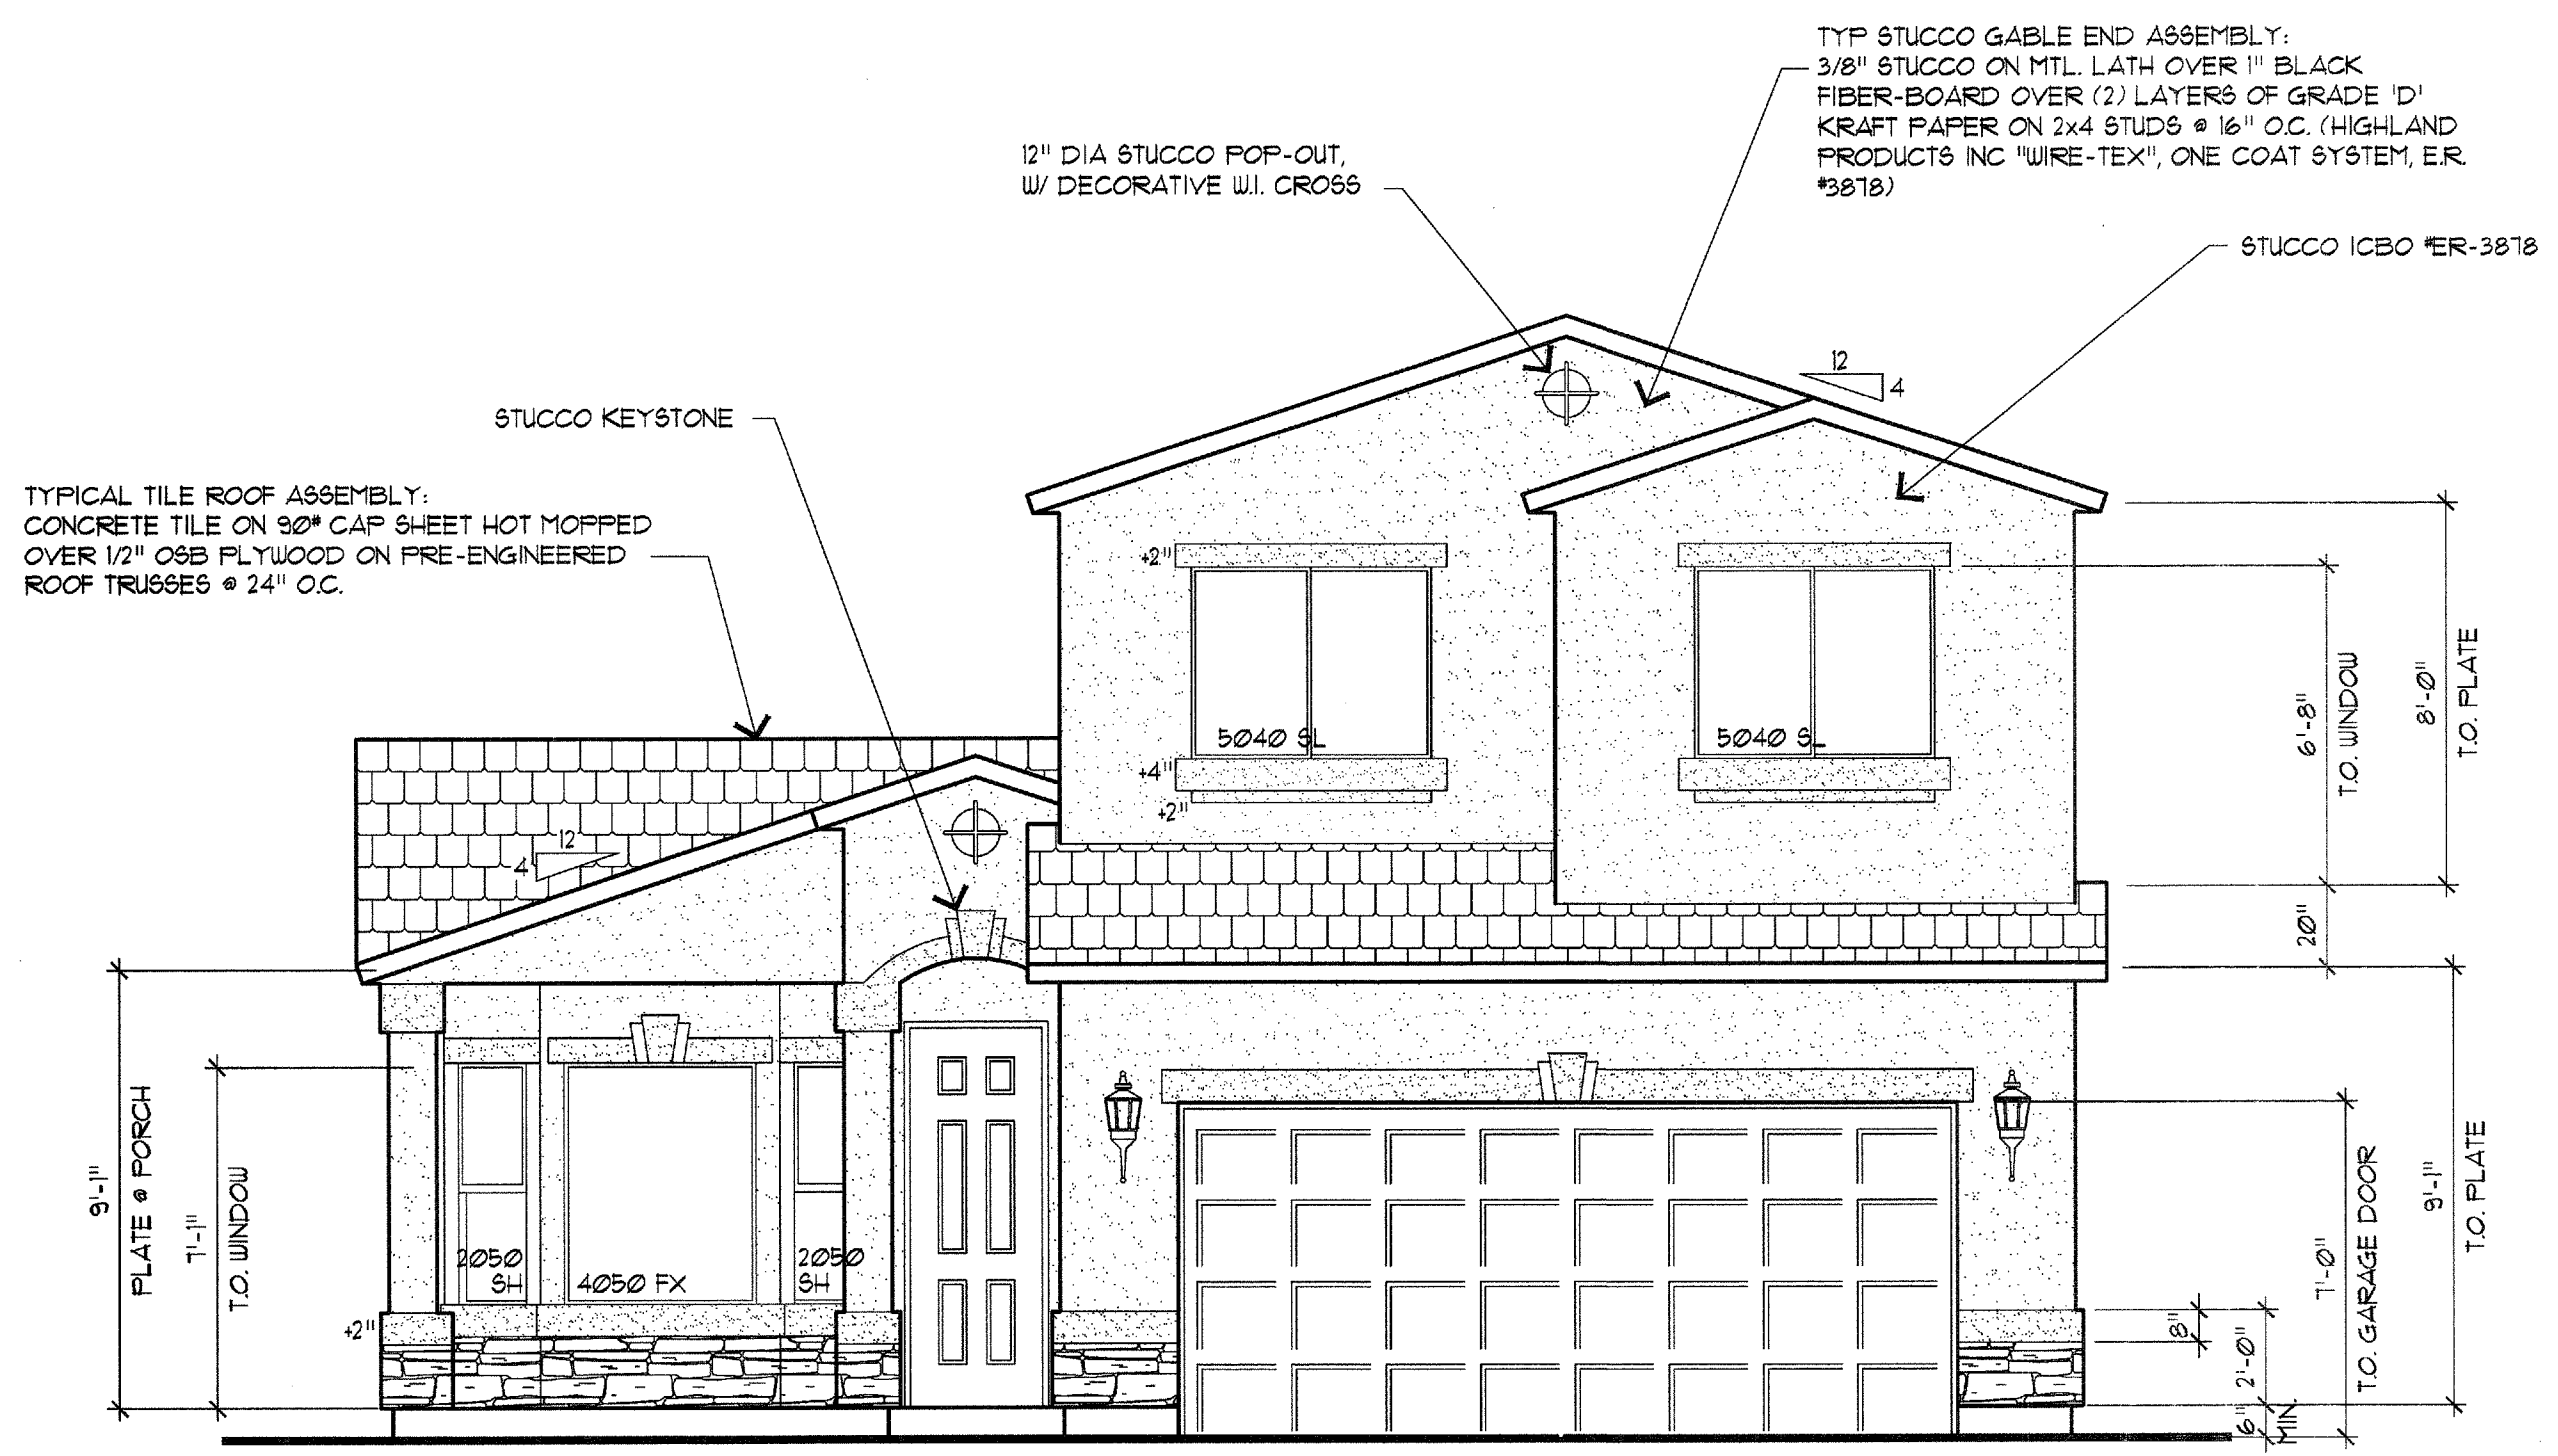 TYP STUCCO GABLE END ASSEMBLY:
3/8" STUCCO ON MTL. LATH OVER 1" BLACK
FIBER-BOARD OVER (2) LAYERS OF GRADE 'D'
KRAFT PAPER ON 2x4 STUDS @ 16" O.C. (HIGHLAND
PRODUCTS INC "WIRE-TEX", ONE COAT SYSTEM, E.R.
#3878)
12" DIA STUCCO POP-OUT,
W/ DECORATIVE W.I. CROSS
STUCCO ICBO #ER-3878
12
4
STUCCO KEYSTONE
TYPICAL TILE ROOF ASSEMBLY:
CONCRETE TILE ON 90# CAP SHEET HOT MOPPED
OVER 1/2" OSB PLYWOOD ON PRE-ENGINEERED
ROOF TRUSSES @ 24" O.C.
+2"
5040 SL
5040 SL
+4"
+2"
6'-8"
T.O. WINDOW
8'-0"
T.O. PLATE
20"
12
4
9'-1"
PLATE @ PORCH
7'-1"
T.O. WINDOW
2050
SH
4050 FX
2050
SH
+2"
8"
2'-0"
6"
MIN.
7'-0"
T.O. GARAGE DOOR
9'-1"
T.O. PLATE